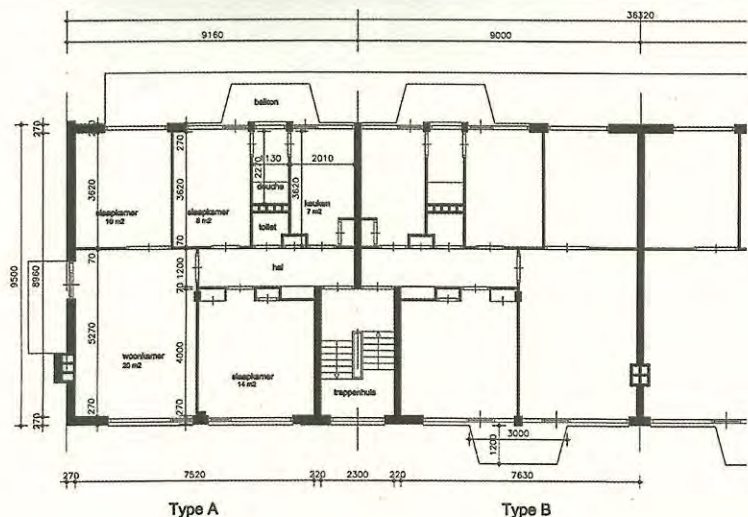 36320
9160 9000
balkon
270 270 270
130 2010
2270
douche
3620 3620 3620
slaapkamer
10 m2
slaapkamer
8 m2
keuken
7 m2
toilet
70 70
hal
1200
70
9500 8960
5270 4000
woonkamer
20 m2
slaapkamer
14 m2
trappenhuis
270 270 270
3000
1200
270 7520 220 2300 220 7630
Type A Type B